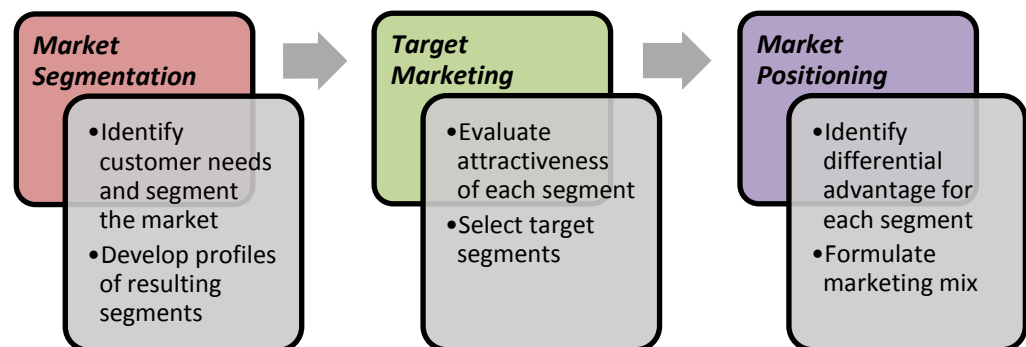 Market
Segmentation
•Identify
customer needs
and segment
the market
•Develop profiles
of resulting
segments
Target
Marketing
•Evaluate
attractiveness
of each segment
•Select target
segments
Market
Positioning
•Identify
differential
advantage for
each segment
•Formulate
marketing mix